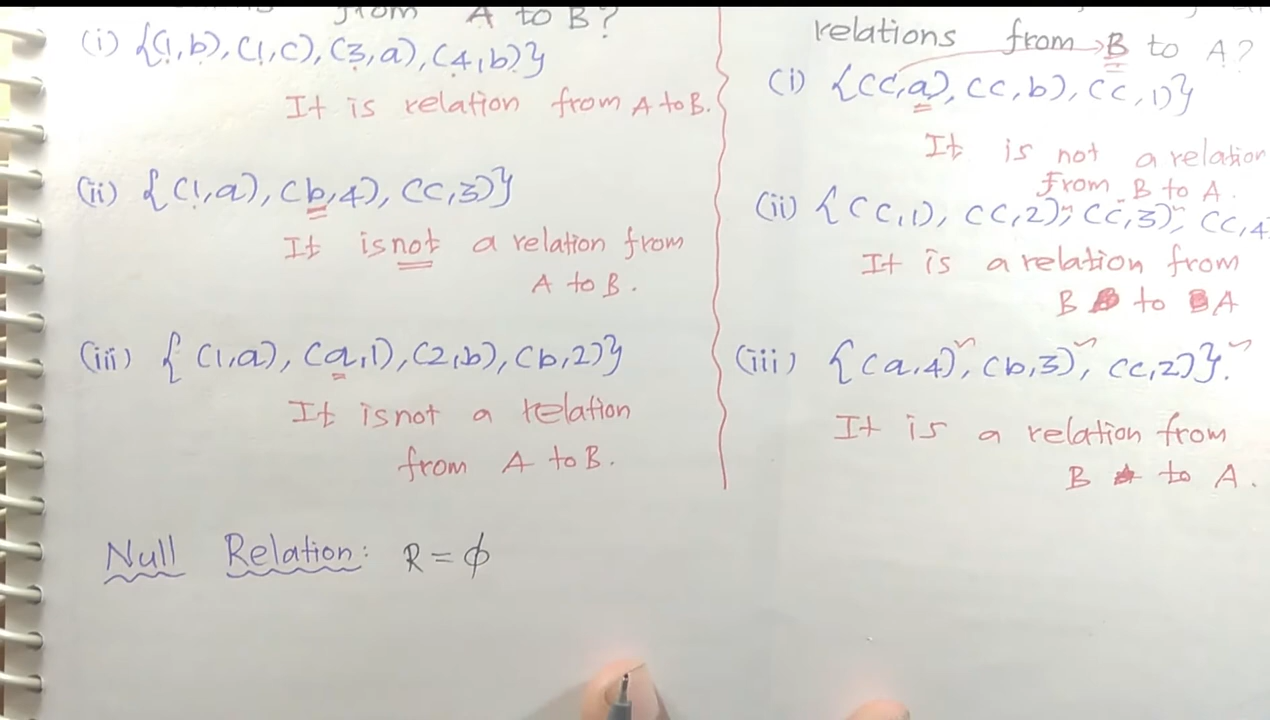 from A to B?
(i) {(1,b), (1,c), (3,a), (4,b)}
It is relation from A to B.
(ii) {(1,a), (b,4), (c,3)}
It is not a relation from
A to B.
(iii) { (1,a), (a,1), (2,b), (b,2)}
It is not a relation
from A to B.
Null Relation: R = ϕ
relations from B to A?
(i) {(c,a), (c,b), (c,1)}
It is not a relation
from B to A.
(ii) {(c,1), (c,2), (c,3), (c,4
It is a relation from
B to A
(iii) {(a,4), (b,3), (c,2)}.
It is a relation from
B to A.